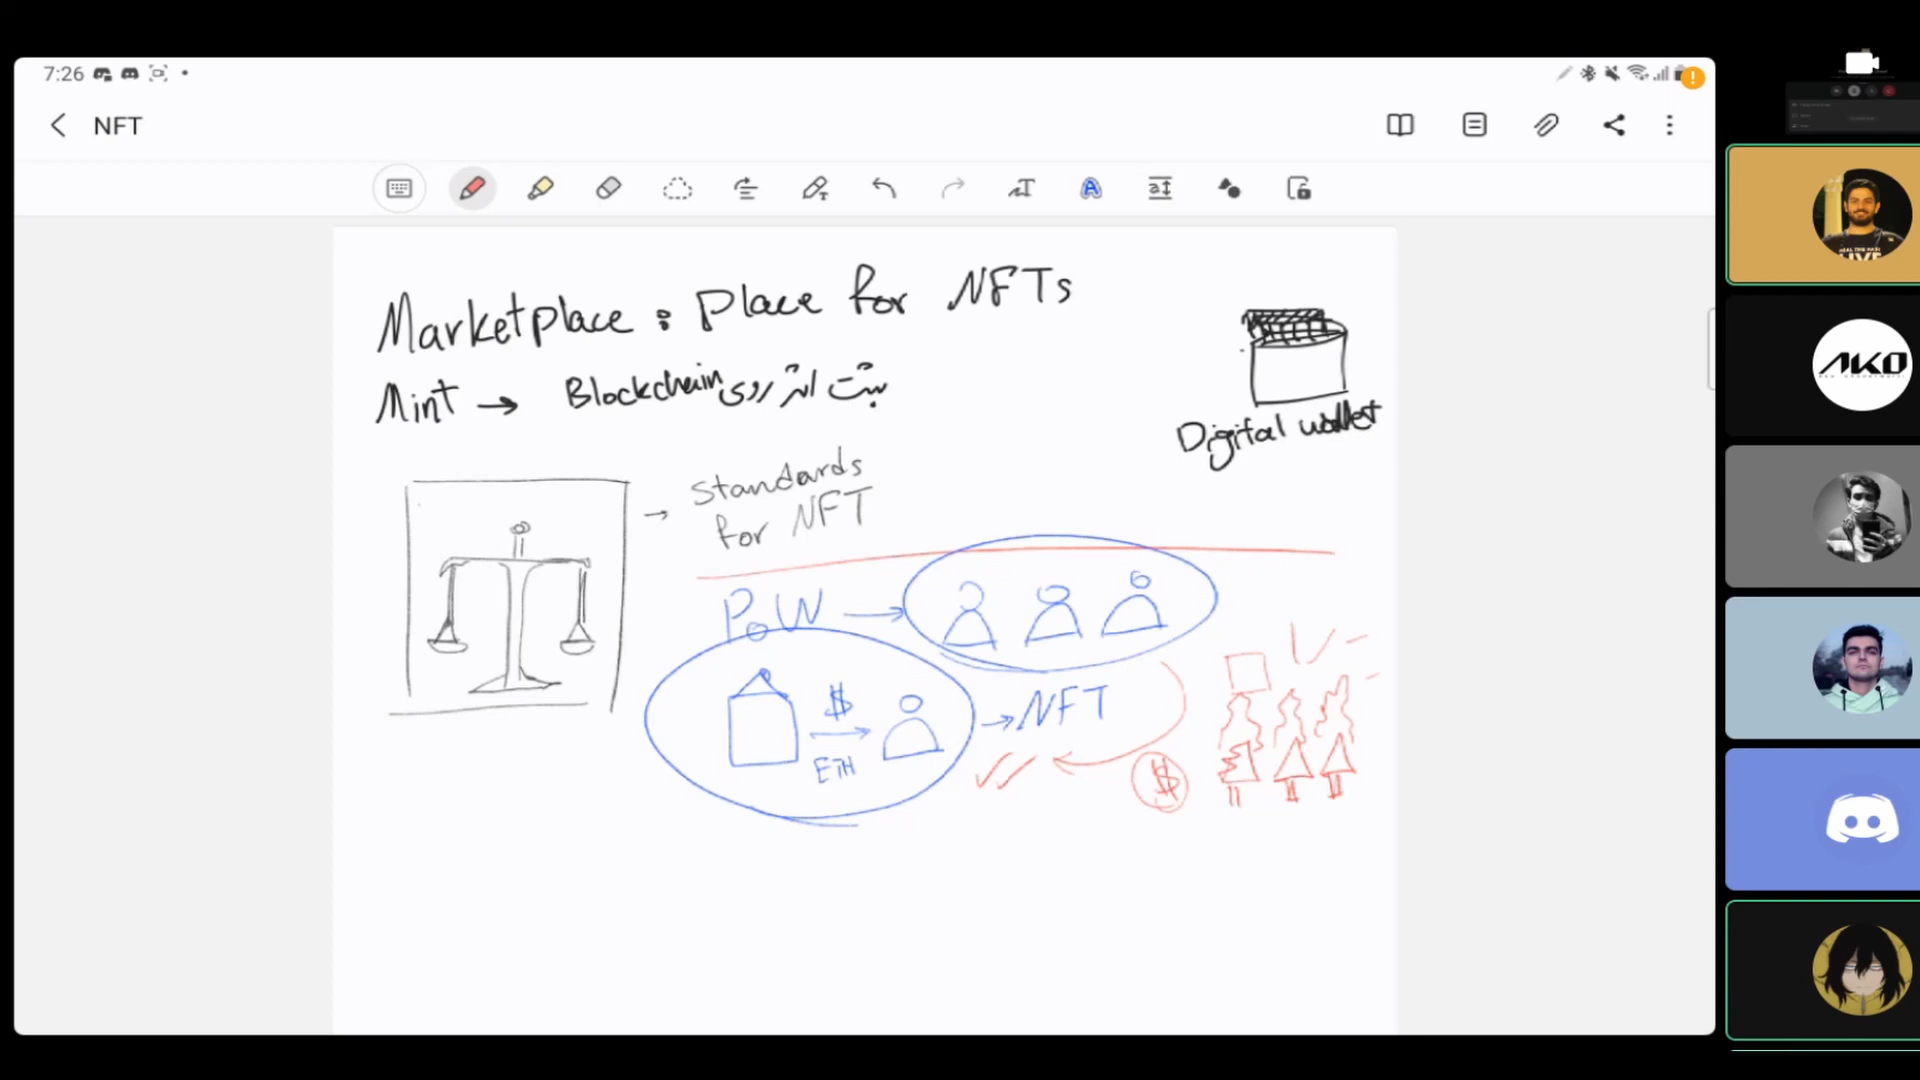 7:26
NFT
Marketplace : Place for NFTs
Mint → Blockchain ثبت اثر روی
Digital wallet
→ Standards
for NFT
PoW →
$
ETH
→ NFT
$
AKO